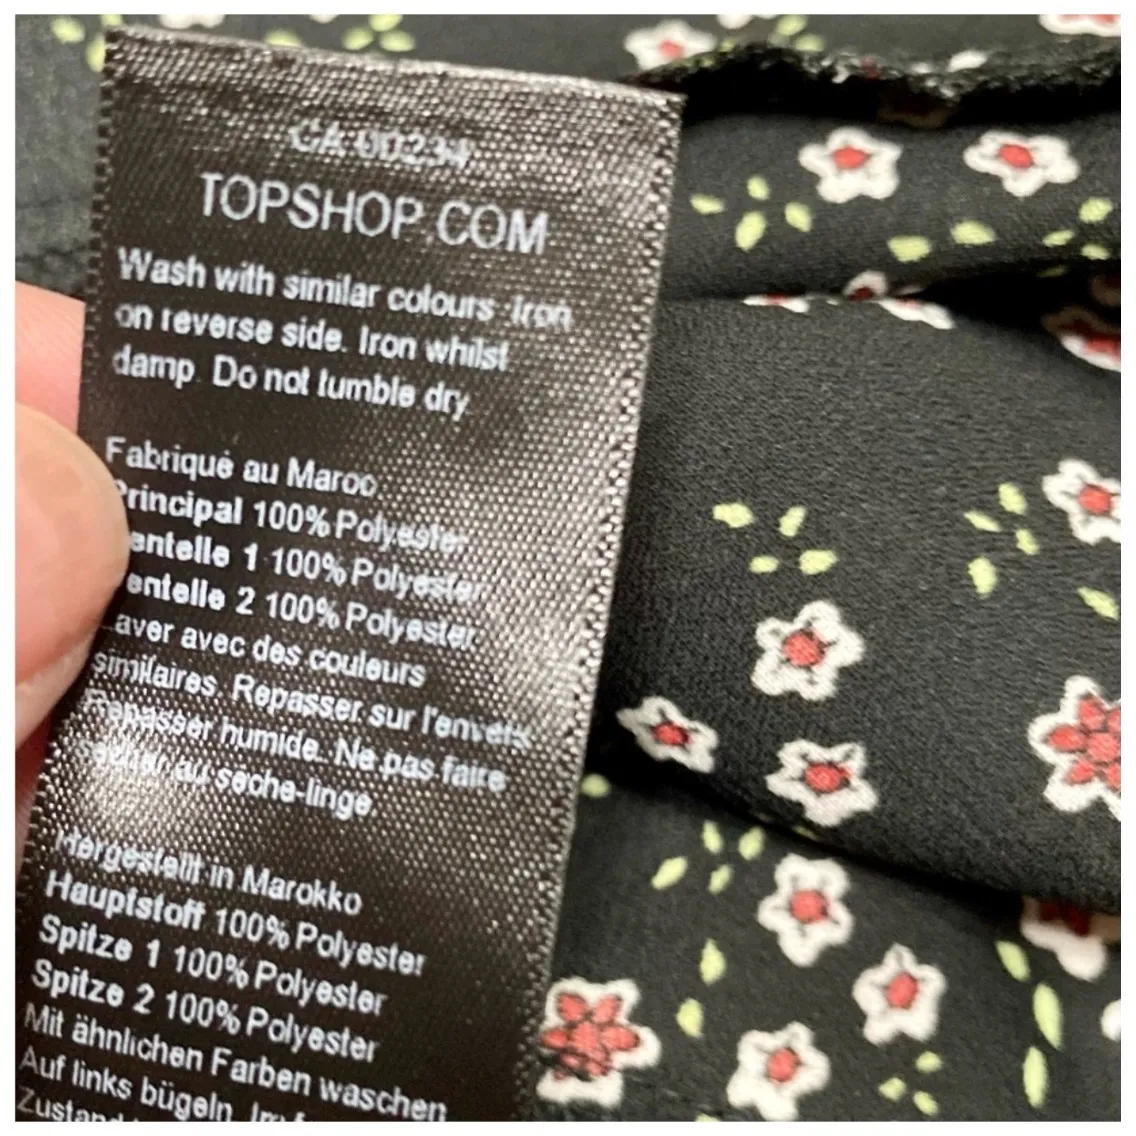 CA 00234
TOPSHOP.COM
Wash with similar colours. Iron
on reverse side. Iron whilst
damp. Do not tumble dry.
Fabriqué au Maroc.
Principal 100% Polyester.
entelle 1 100% Polyester.
entelle 2 100% Polyester.
Laver avec des couleurs
similaires. Repasser sur l'envers.
Repasser humide. Ne pas faire
au sèche-linge.
Hergestellt in Marokko
Hauptstoff 100% Polyester
Spitze 1 100% Polyester
Spitze 2 100% Polyester
Mit ähnlichen Farben waschen
Auf links bügeln. Im
Zustand